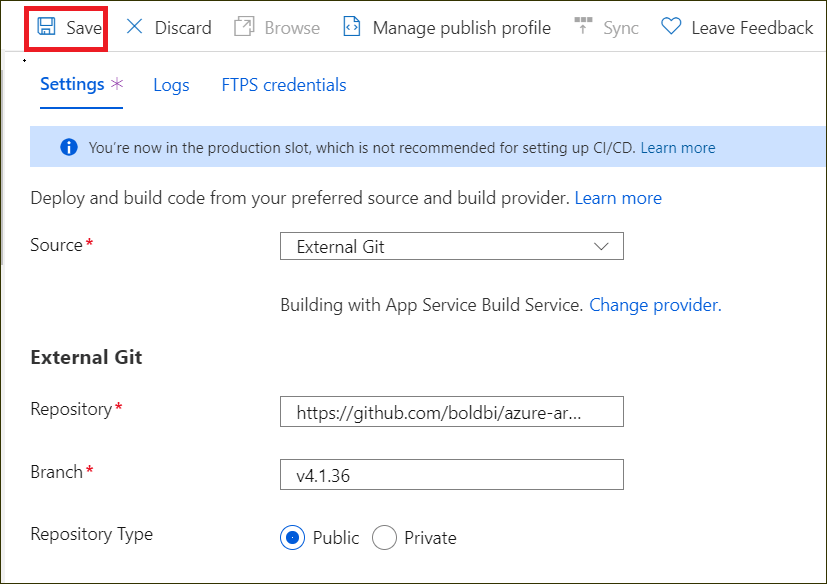 Save Discard Browse Manage publish profile Sync Leave Feedback
Settings * Logs FTPS credentials
You're now in the production slot, which is not recommended for setting up CI/CD. Learn more
Deploy and build code from your preferred source and build provider. Learn more
Source* External Git
Building with App Service Build Service. Change provider.
External Git
Repository* https://github.com/boldbi/azure-ar...
Branch* v4.1.36
Repository Type Public Private